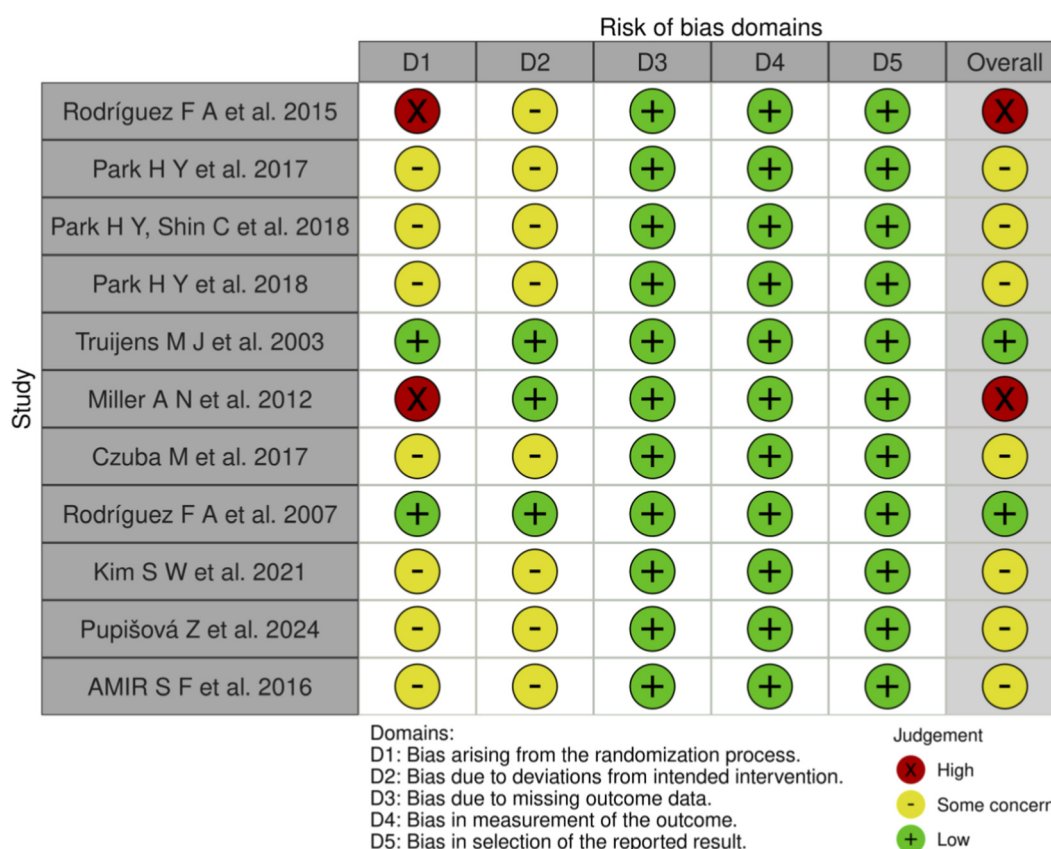 Risk of bias domains
D1 D2 D3 D4 D5 Overall
Study
Rodríguez F A et al. 2015 X - + + + X
Park H Y et al. 2017 - - + + + -
Park H Y, Shin C et al. 2018 - - + + + -
Park H Y et al. 2018 - - + + + -
Truijens M J et al. 2003 + + + + + +
Miller A N et al. 2012 X + + + + X
Czuba M et al. 2017 - - + + + -
Rodríguez F A et al. 2007 + + + + + +
Kim S W et al. 2021 - - + + + -
Pupišová Z et al. 2024 - - + + + -
AMIR S F et al. 2016 - - + + + -
Domains:
D1: Bias arising from the randomization process.
D2: Bias due to deviations from intended intervention.
D3: Bias due to missing outcome data.
D4: Bias in measurement of the outcome.
D5: Bias in selection of the reported result.
Judgement
X High
- Some concern
+ Low